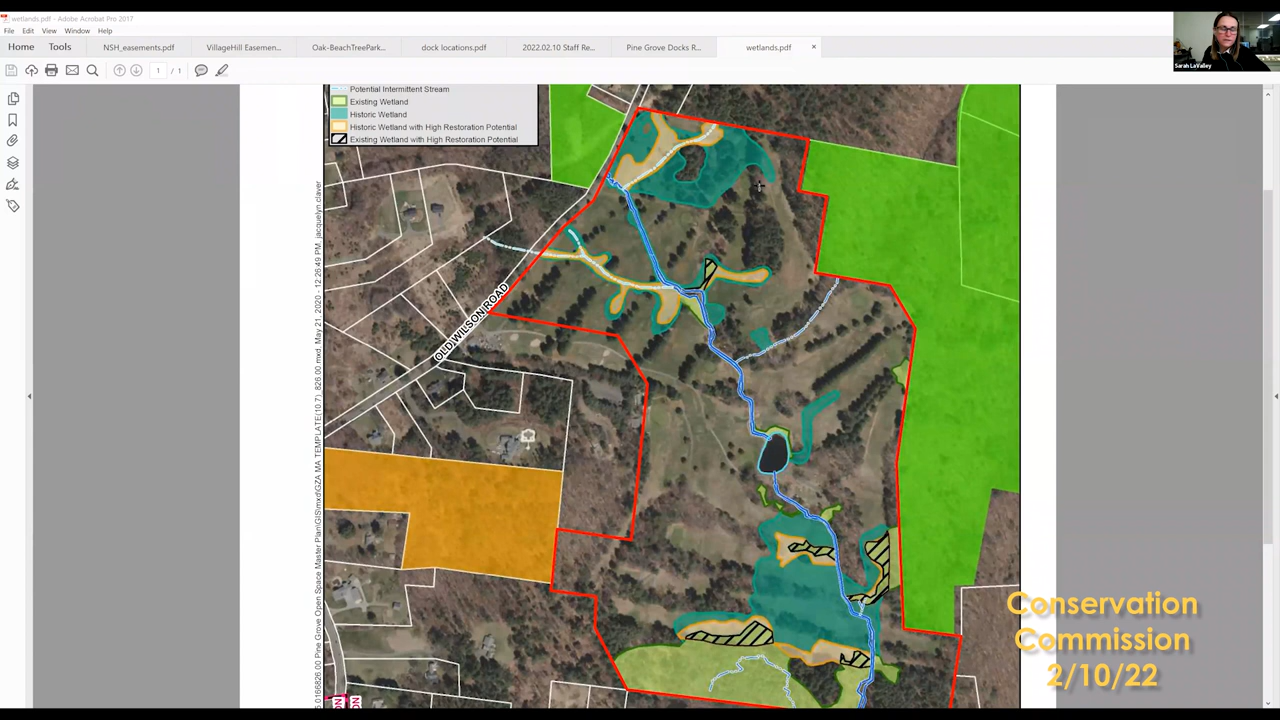 wetlands.pdf - Adobe Acrobat Pro 2017
File Edit View Window Help
Home Tools NSH_easements.pdf VillageHill Easemen... Oak-BeachTreePark... dock locations.pdf 2022.02.10 Staff Re... Pine Grove Docks R... wetlands.pdf ×
1 / 1
Sarah LaValley
Potential Intermittent Stream
Existing Wetland
Historic Wetland
Historic Wetland with High Restoration Potential
Existing Wetland with High Restoration Potential
OLD WILSON ROAD
Conservation
Commission
2/10/22